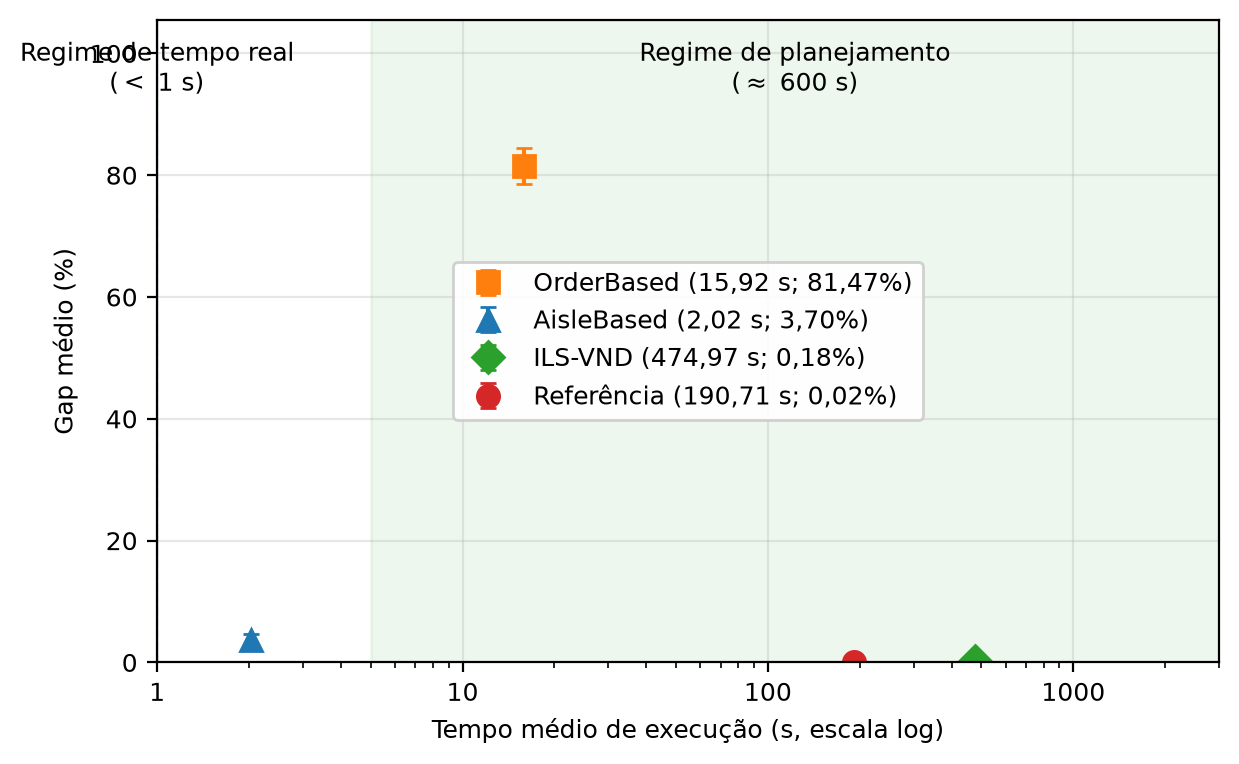 Regime de tempo real
(< 1 s)
Regime de planejamento
(≈ 600 s)
100
80
60
40
20
0
Gap médio (%)
OrderBased (15,92 s; 81,47%)
AisleBased (2,02 s; 3,70%)
ILS-VND (474,97 s; 0,18%)
Referência (190,71 s; 0,02%)
1
10
100
1000
Tempo médio de execução (s, escala log)